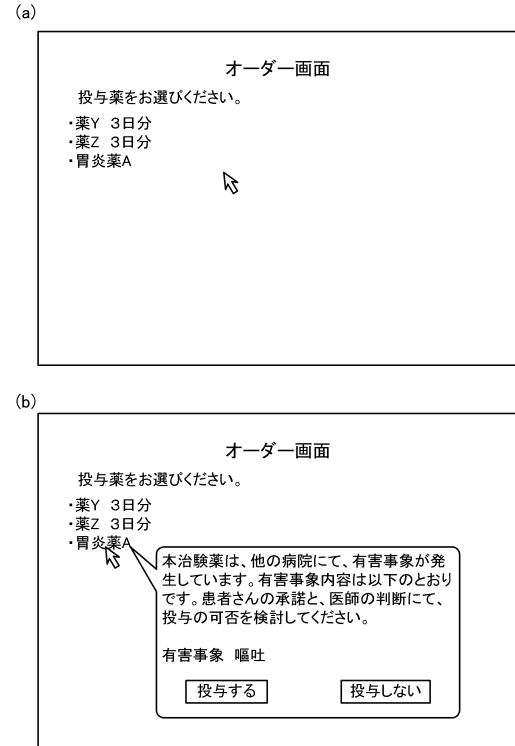 (a)
オーダー画面
投与薬をお選びください。
・薬Y 3日分
・薬Z 3日分
・胃炎薬A
(b)
オーダー画面
投与薬をお選びください。
・薬Y 3日分
・薬Z 3日分
・胃炎薬A
本治験薬は、他の病院にて、有害事象が発
生しています。有害事象内容は以下のとおり
です。患者さんの承諾と、医師の判断にて、
投与の可否を検討してください。
有害事象 嘔吐
投与する 投与しない